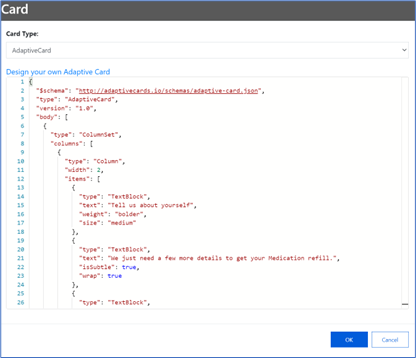 Card
Card Type:
AdaptiveCard
Design your own Adaptive Card
1 {
2 "$schema": "http://adaptivecards.io/schemas/adaptive-card.json",
3 "type": "AdaptiveCard",
4 "version": "1.0",
5 "body": [
6 {
7 "type": "ColumnSet",
8 "columns": [
9 {
10 "type": "Column",
11 "width": 2,
12 "items": [
13 {
14 "type": "TextBlock",
15 "text": "Tell us about yourself",
16 "weight": "bolder",
17 "size": "medium"
18 },
19 {
20 "type": "TextBlock",
21 "text": "We just need a few more details to get your Medication refill.",
22 "isSubtle": true,
23 "wrap": true
24 },
25 {
26 "type": "TextBlock",
OK
Cancel